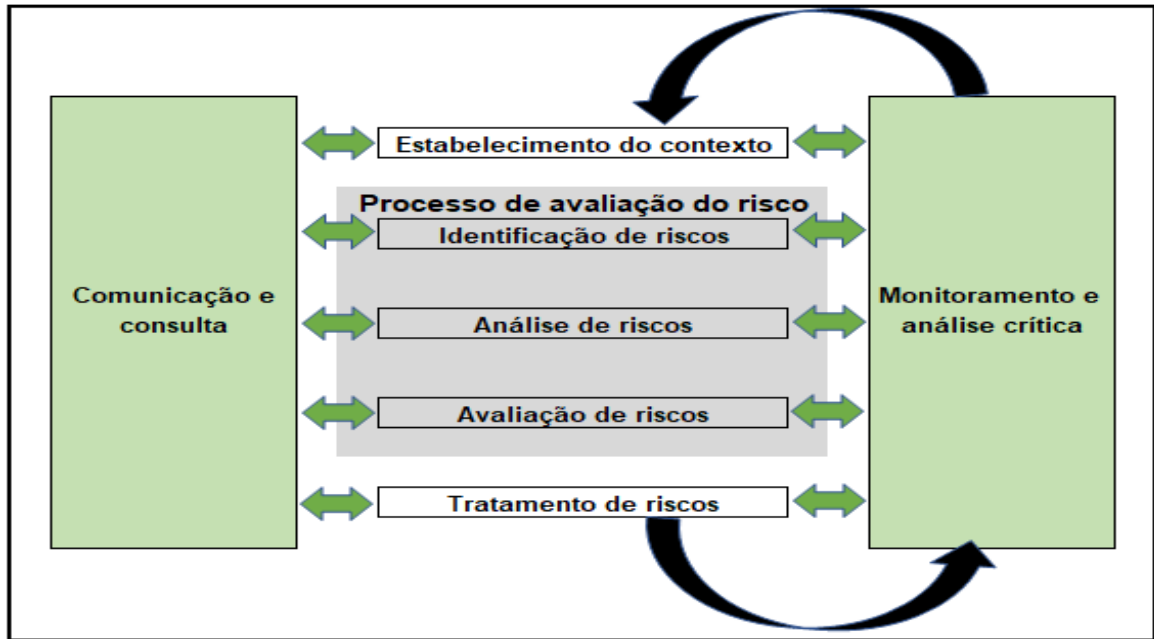 Estabelecimento do contexto
Processo de avaliação do risco
Identificação de riscos
Comunicação e
consulta
Monitoramento e
análise crítica
Análise de riscos
Avaliação de riscos
Tratamento de riscos